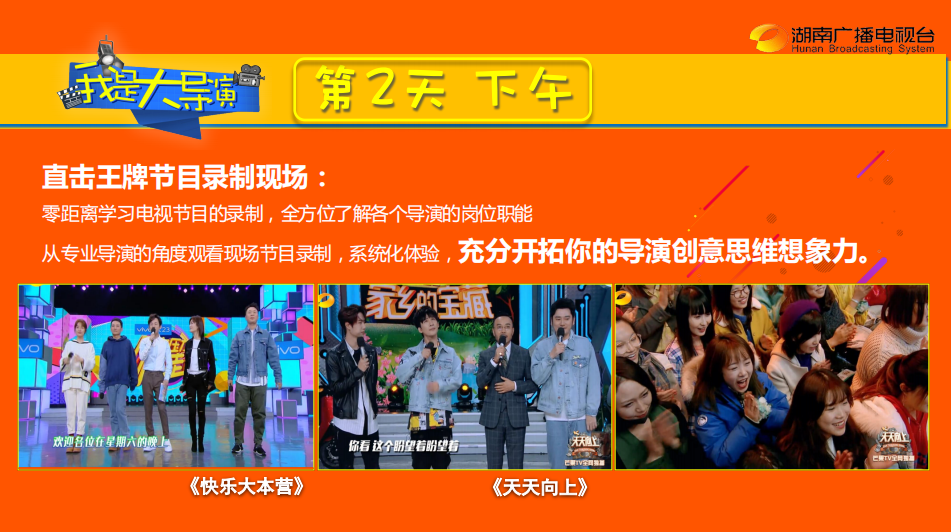 湖南广播电视台
Hunan Broadcasting System
我是大导演
第2天 下午
直击王牌节目录制现场：
零距离学习电视节目的录制，全方位了解各个导演的岗位职能
从专业导演的角度观看现场节目录制，系统化体验，充分开拓你的导演创意思维想象力。
家乡的宝藏
vivo X23
VO
VIVO
欢迎各位在星期六的晚上
你看 这个盼望着盼望着
天天向上
芒果TV全网独播
天天向上
芒果TV全网独播
《快乐大本营》
《天天向上》